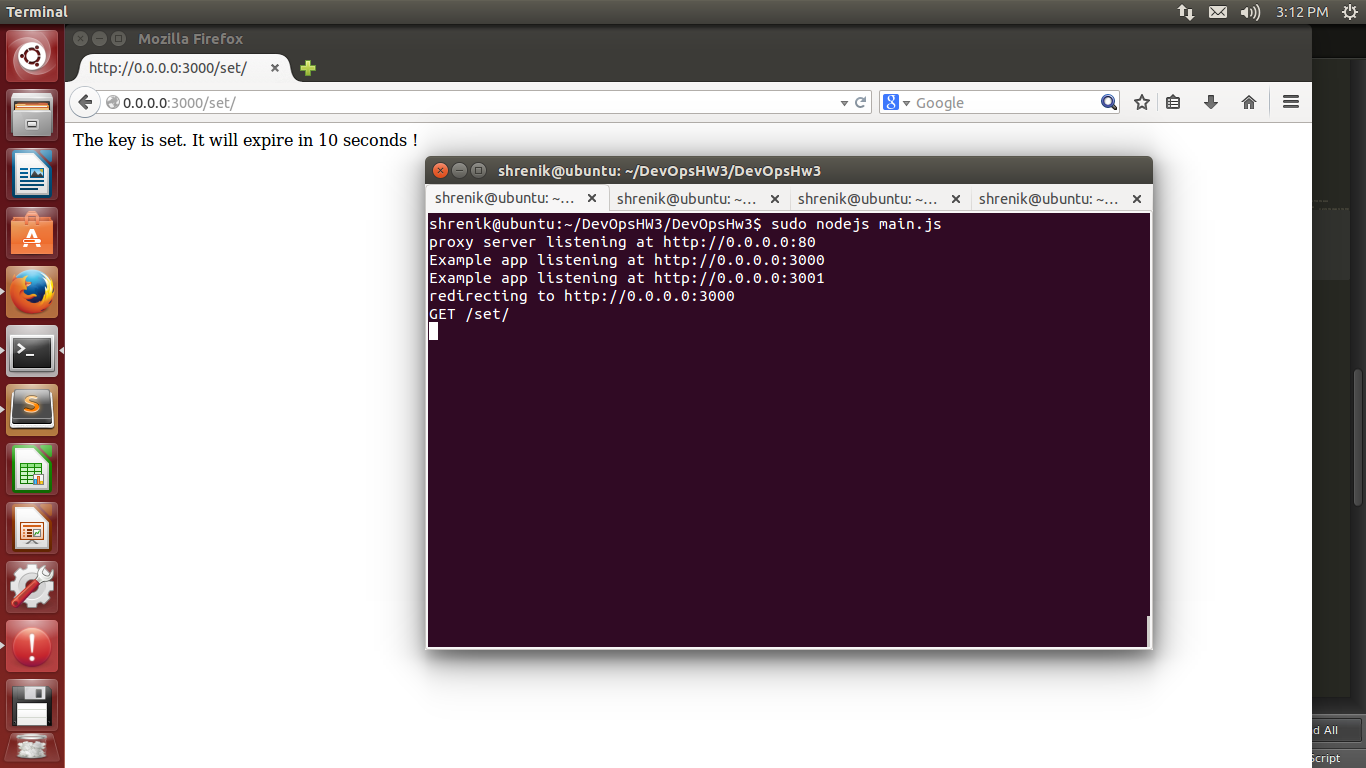 Terminal
3:12 PM
Mozilla Firefox
http://0.0.0.0:3000/set/
0.0.0.0:3000/set/
Google
The key is set. It will expire in 10 seconds !
shrenik@ubuntu: ~/DevOpsHW3/DevOpsHw3
shrenik@ubuntu: ~... shrenik@ubuntu: ~... shrenik@ubuntu: ~... shrenik@ubuntu: ~...
shrenik@ubuntu:~/DevOpsHW3/DevOpsHw3$ sudo nodejs main.js
proxy server listening at http://0.0.0.0:80
Example app listening at http://0.0.0.0:3000
Example app listening at http://0.0.0.0:3001
redirecting to http://0.0.0.0:3000
GET /set/
d All
Script